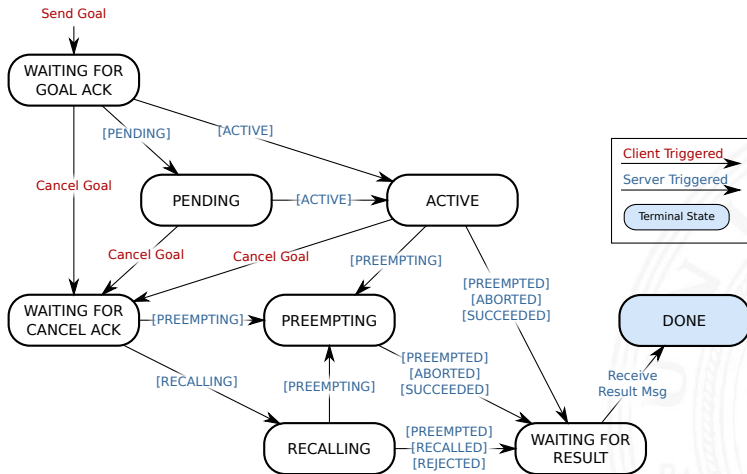 Send Goal
WAITING FOR
GOAL ACK
[PENDING]
[ACTIVE]
Client Triggered
Server Triggered
Terminal State
Cancel Goal
PENDING
[ACTIVE]
ACTIVE
Cancel Goal
Cancel Goal
[PREEMPTING]
[PREEMPTED]
[ABORTED]
[SUCCEEDED]
WAITING FOR
CANCEL ACK
[PREEMPTING]
PREEMPTING
DONE
[PREEMPTED]
[ABORTED]
[SUCCEEDED]
[RECALLING]
[PREEMPTING]
Receive
Result Msg
RECALLING
[PREEMPTED]
[RECALLED]
[REJECTED]
WAITING FOR
RESULT